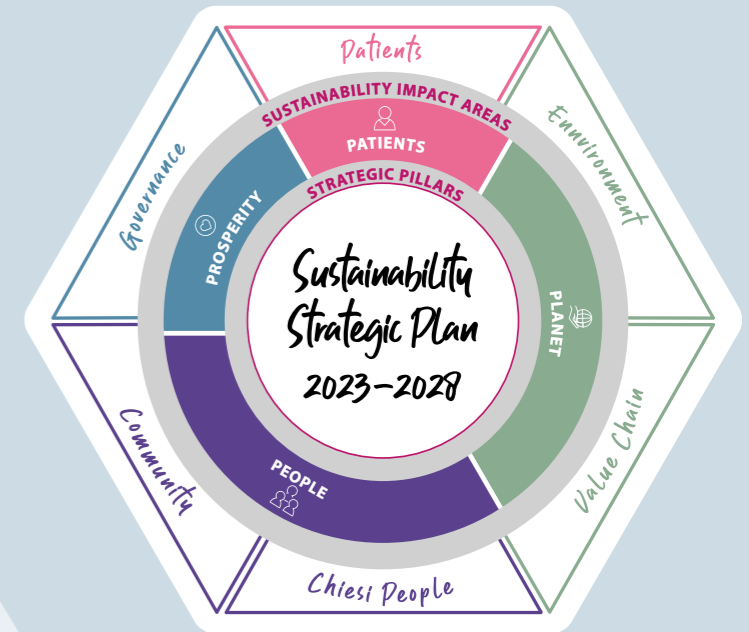 Patients
SUSTAINABILITY IMPACT AREAS
PATIENTS
STRATEGIC PILLARS
Governance
PROSPERITY
Ennvironment
PLANET
Sustainability
Strategic Plan
2023–2028
Community
PEOPLE
Value Chain
Chiesi People